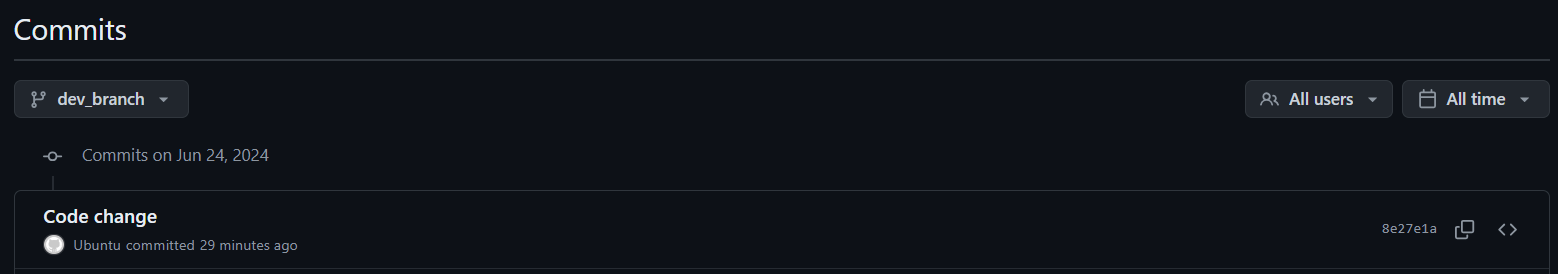 Commits
dev_branch
All users
All time
Commits on Jun 24, 2024
Code change
Ubuntu committed 29 minutes ago
8e27e1a